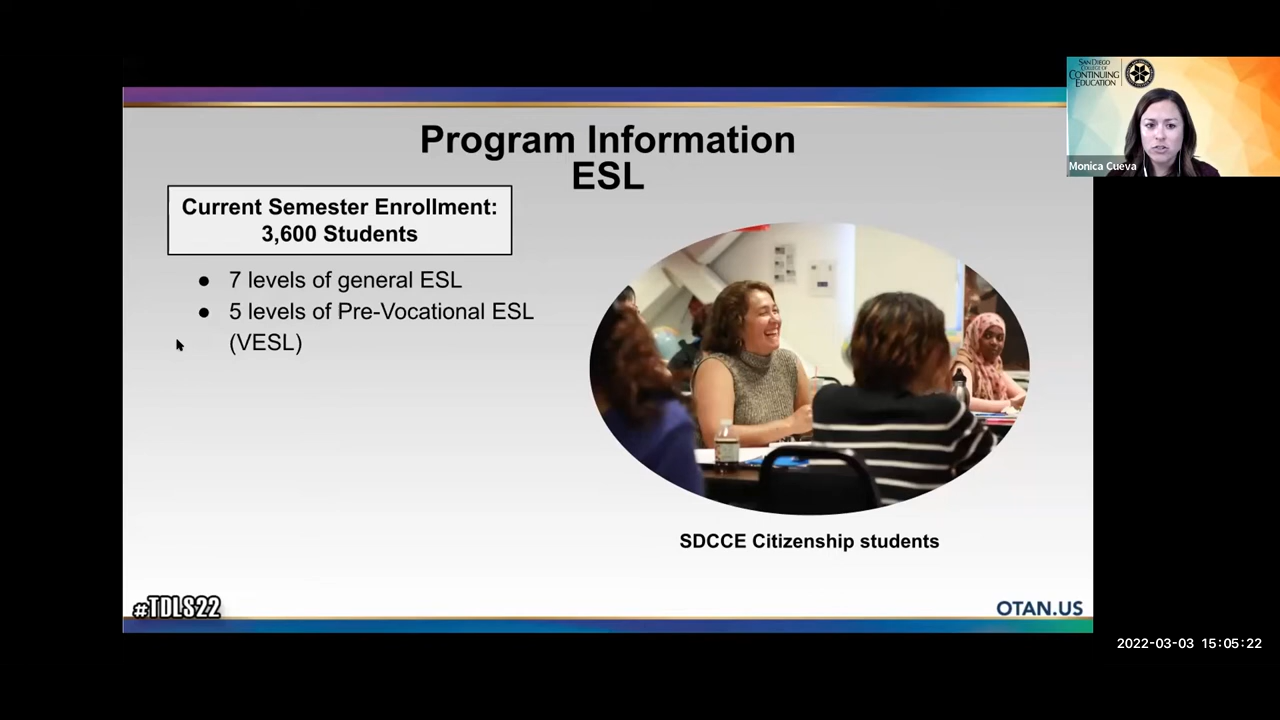 SAN DIEGO
COLLEGE OF
CONTINUING
EDUCATION
Monica Cueva
Program Information
ESL
Current Semester Enrollment:
3,600 Students
● 7 levels of general ESL
● 5 levels of Pre-Vocational ESL
(VESL)
SDCCE Citizenship students
#TDLS22
OTAN.US
2022-03-03 15:05:22